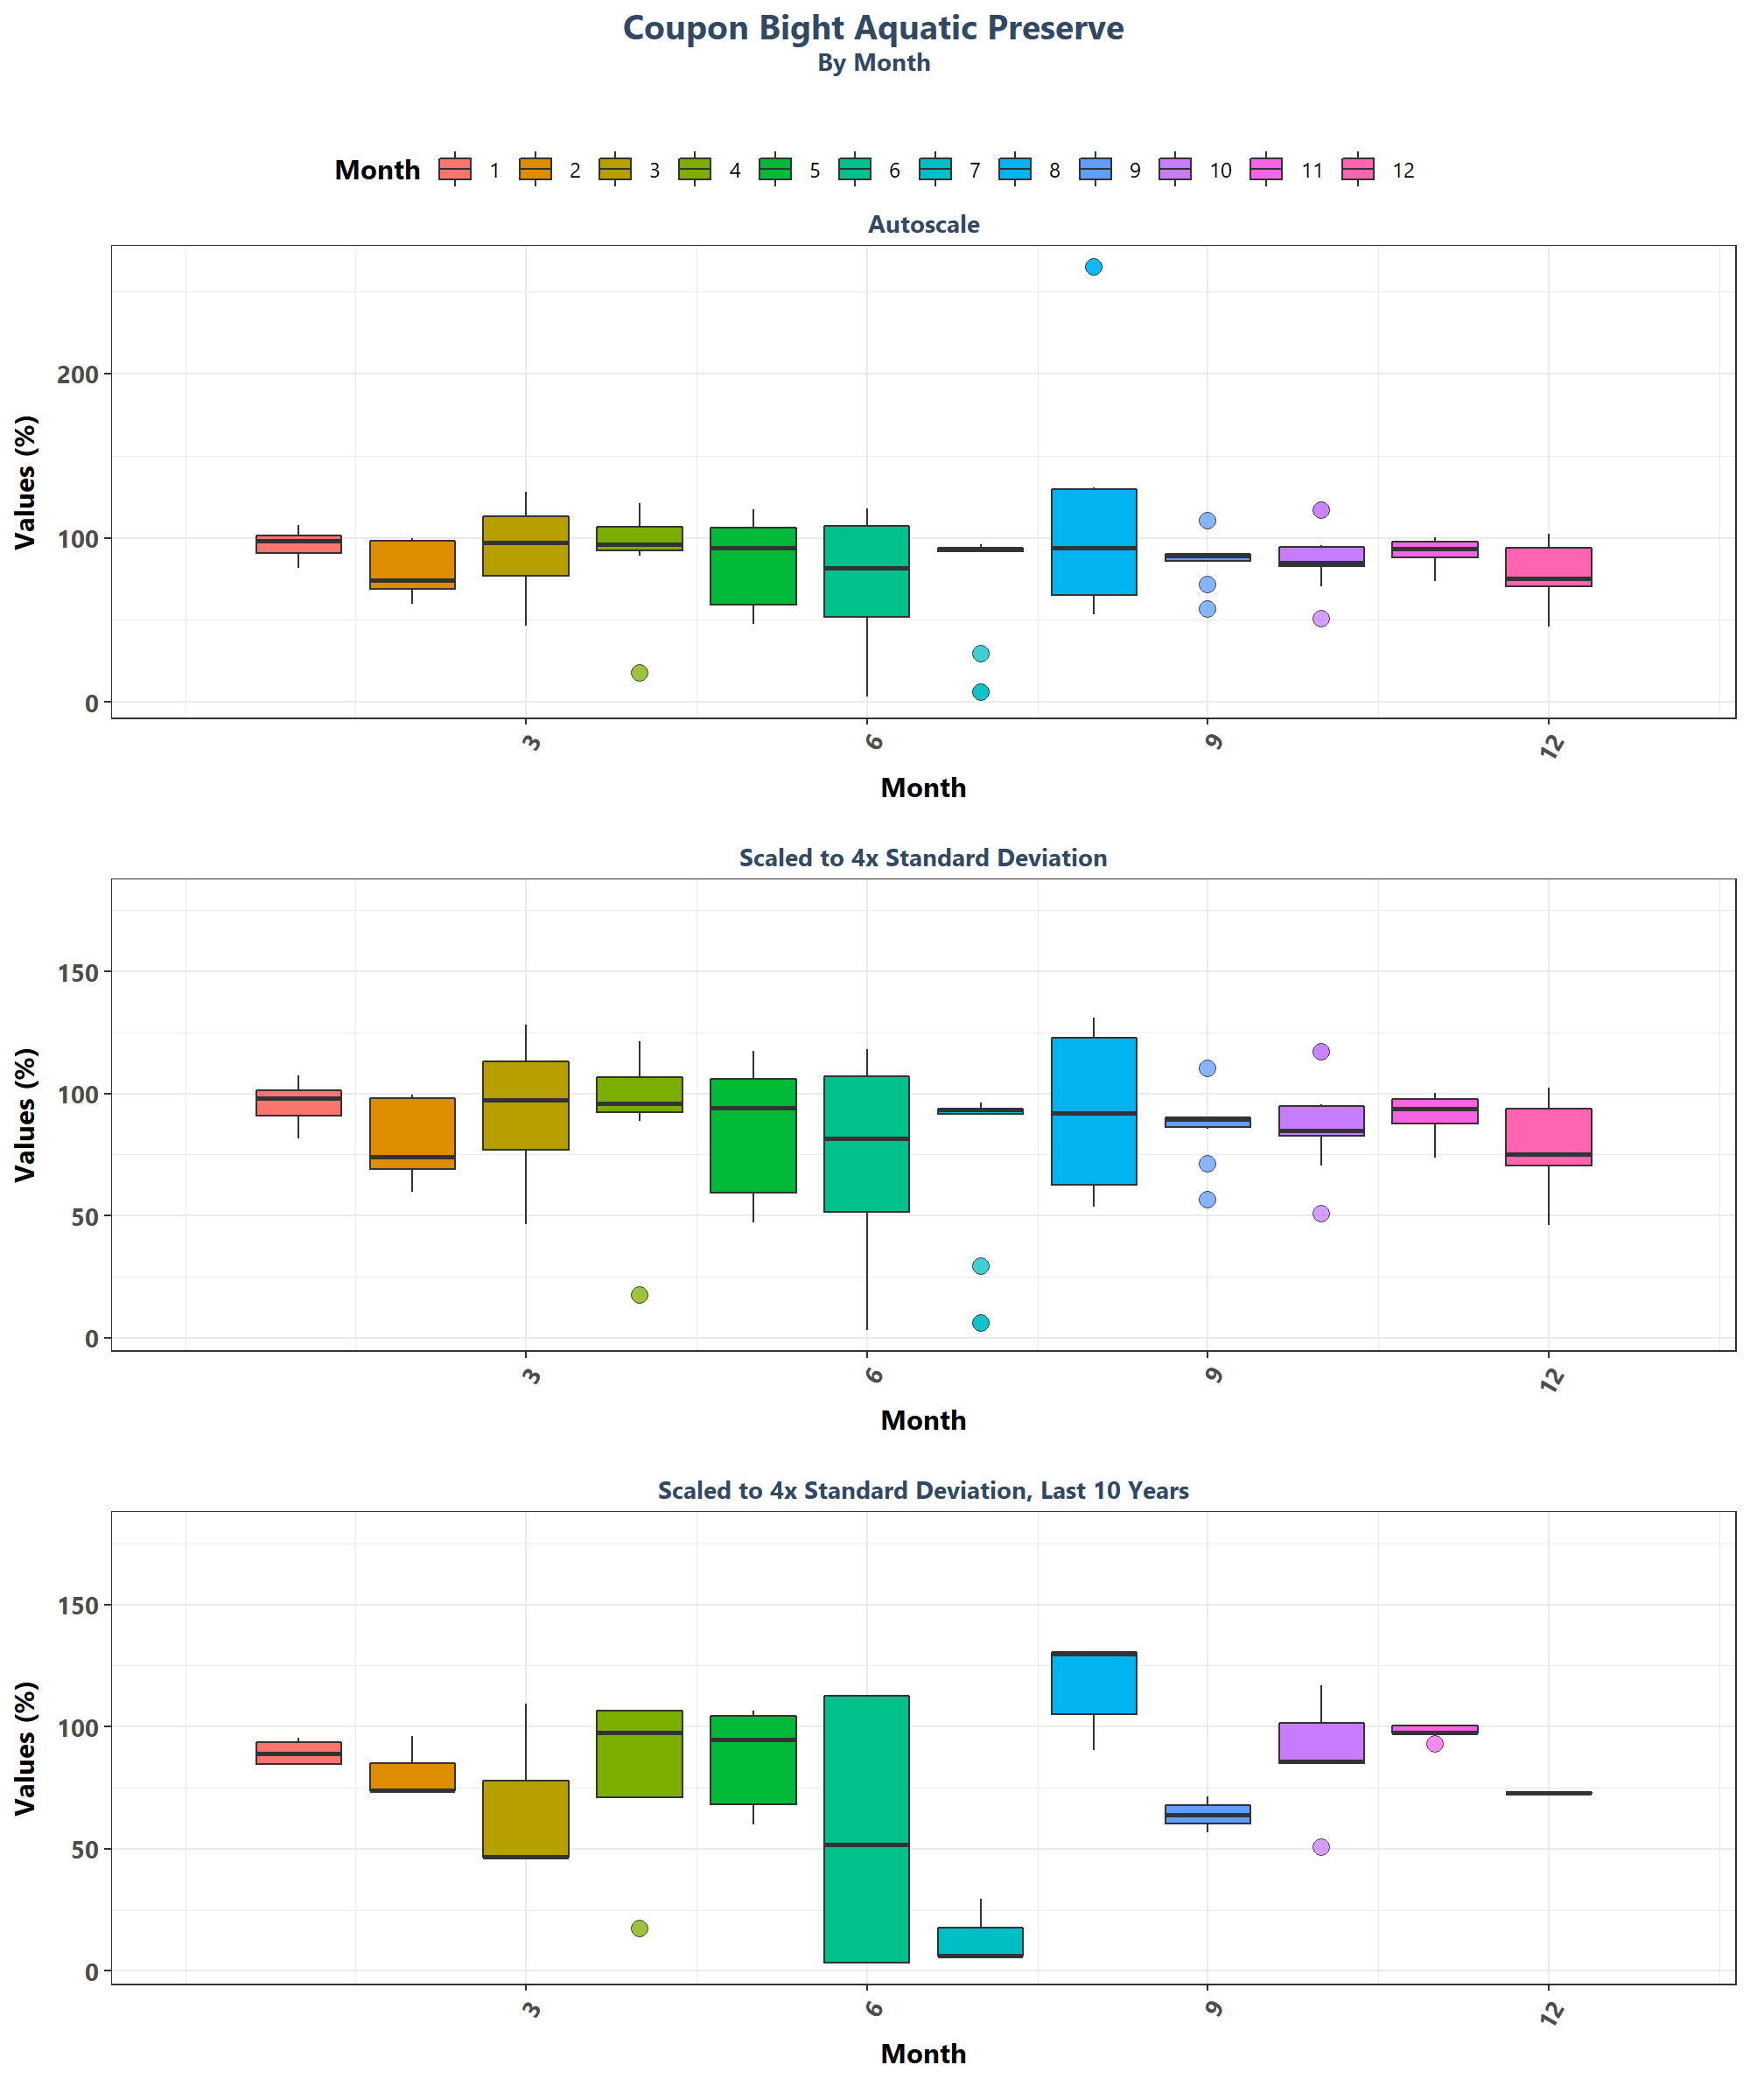 Coupon Bight Aquatic Preserve
By Month
Month 1 2 3 4 5 6 7 8 9 10 11 12
Autoscale
Values (%)
200
100
0
3 6 9 12
Month
Scaled to 4x Standard Deviation
Values (%)
150
100
50
0
3 6 9 12
Month
Scaled to 4x Standard Deviation, Last 10 Years
Values (%)
150
100
50
0
3 6 9 12
Month